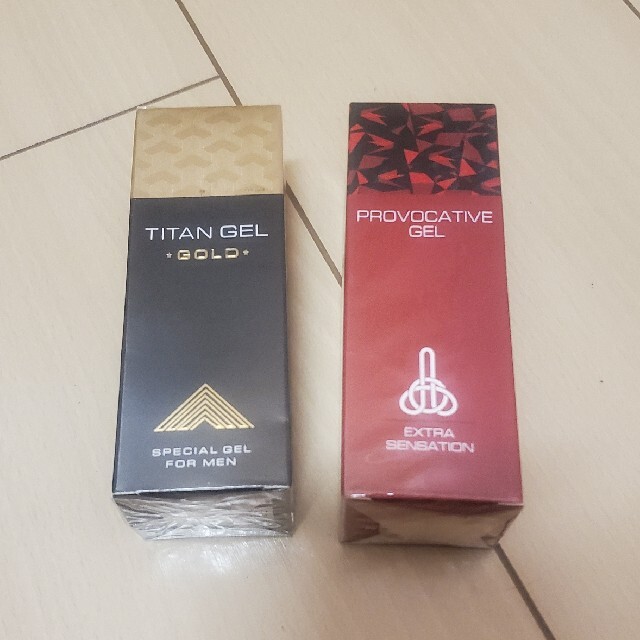 TITAN GEL
*GOLD*
SPECIAL GEL
FOR MEN
PROVOCATIVE
GEL
EXTRA
SENSATION